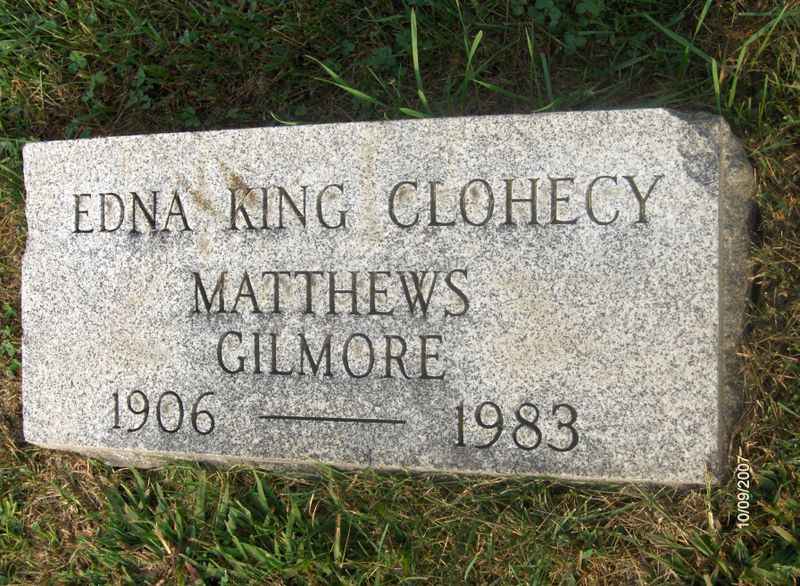 EDNA KING CLOHECY
MATTHEWS
GILMORE
1906 — 1983
10/09/2007